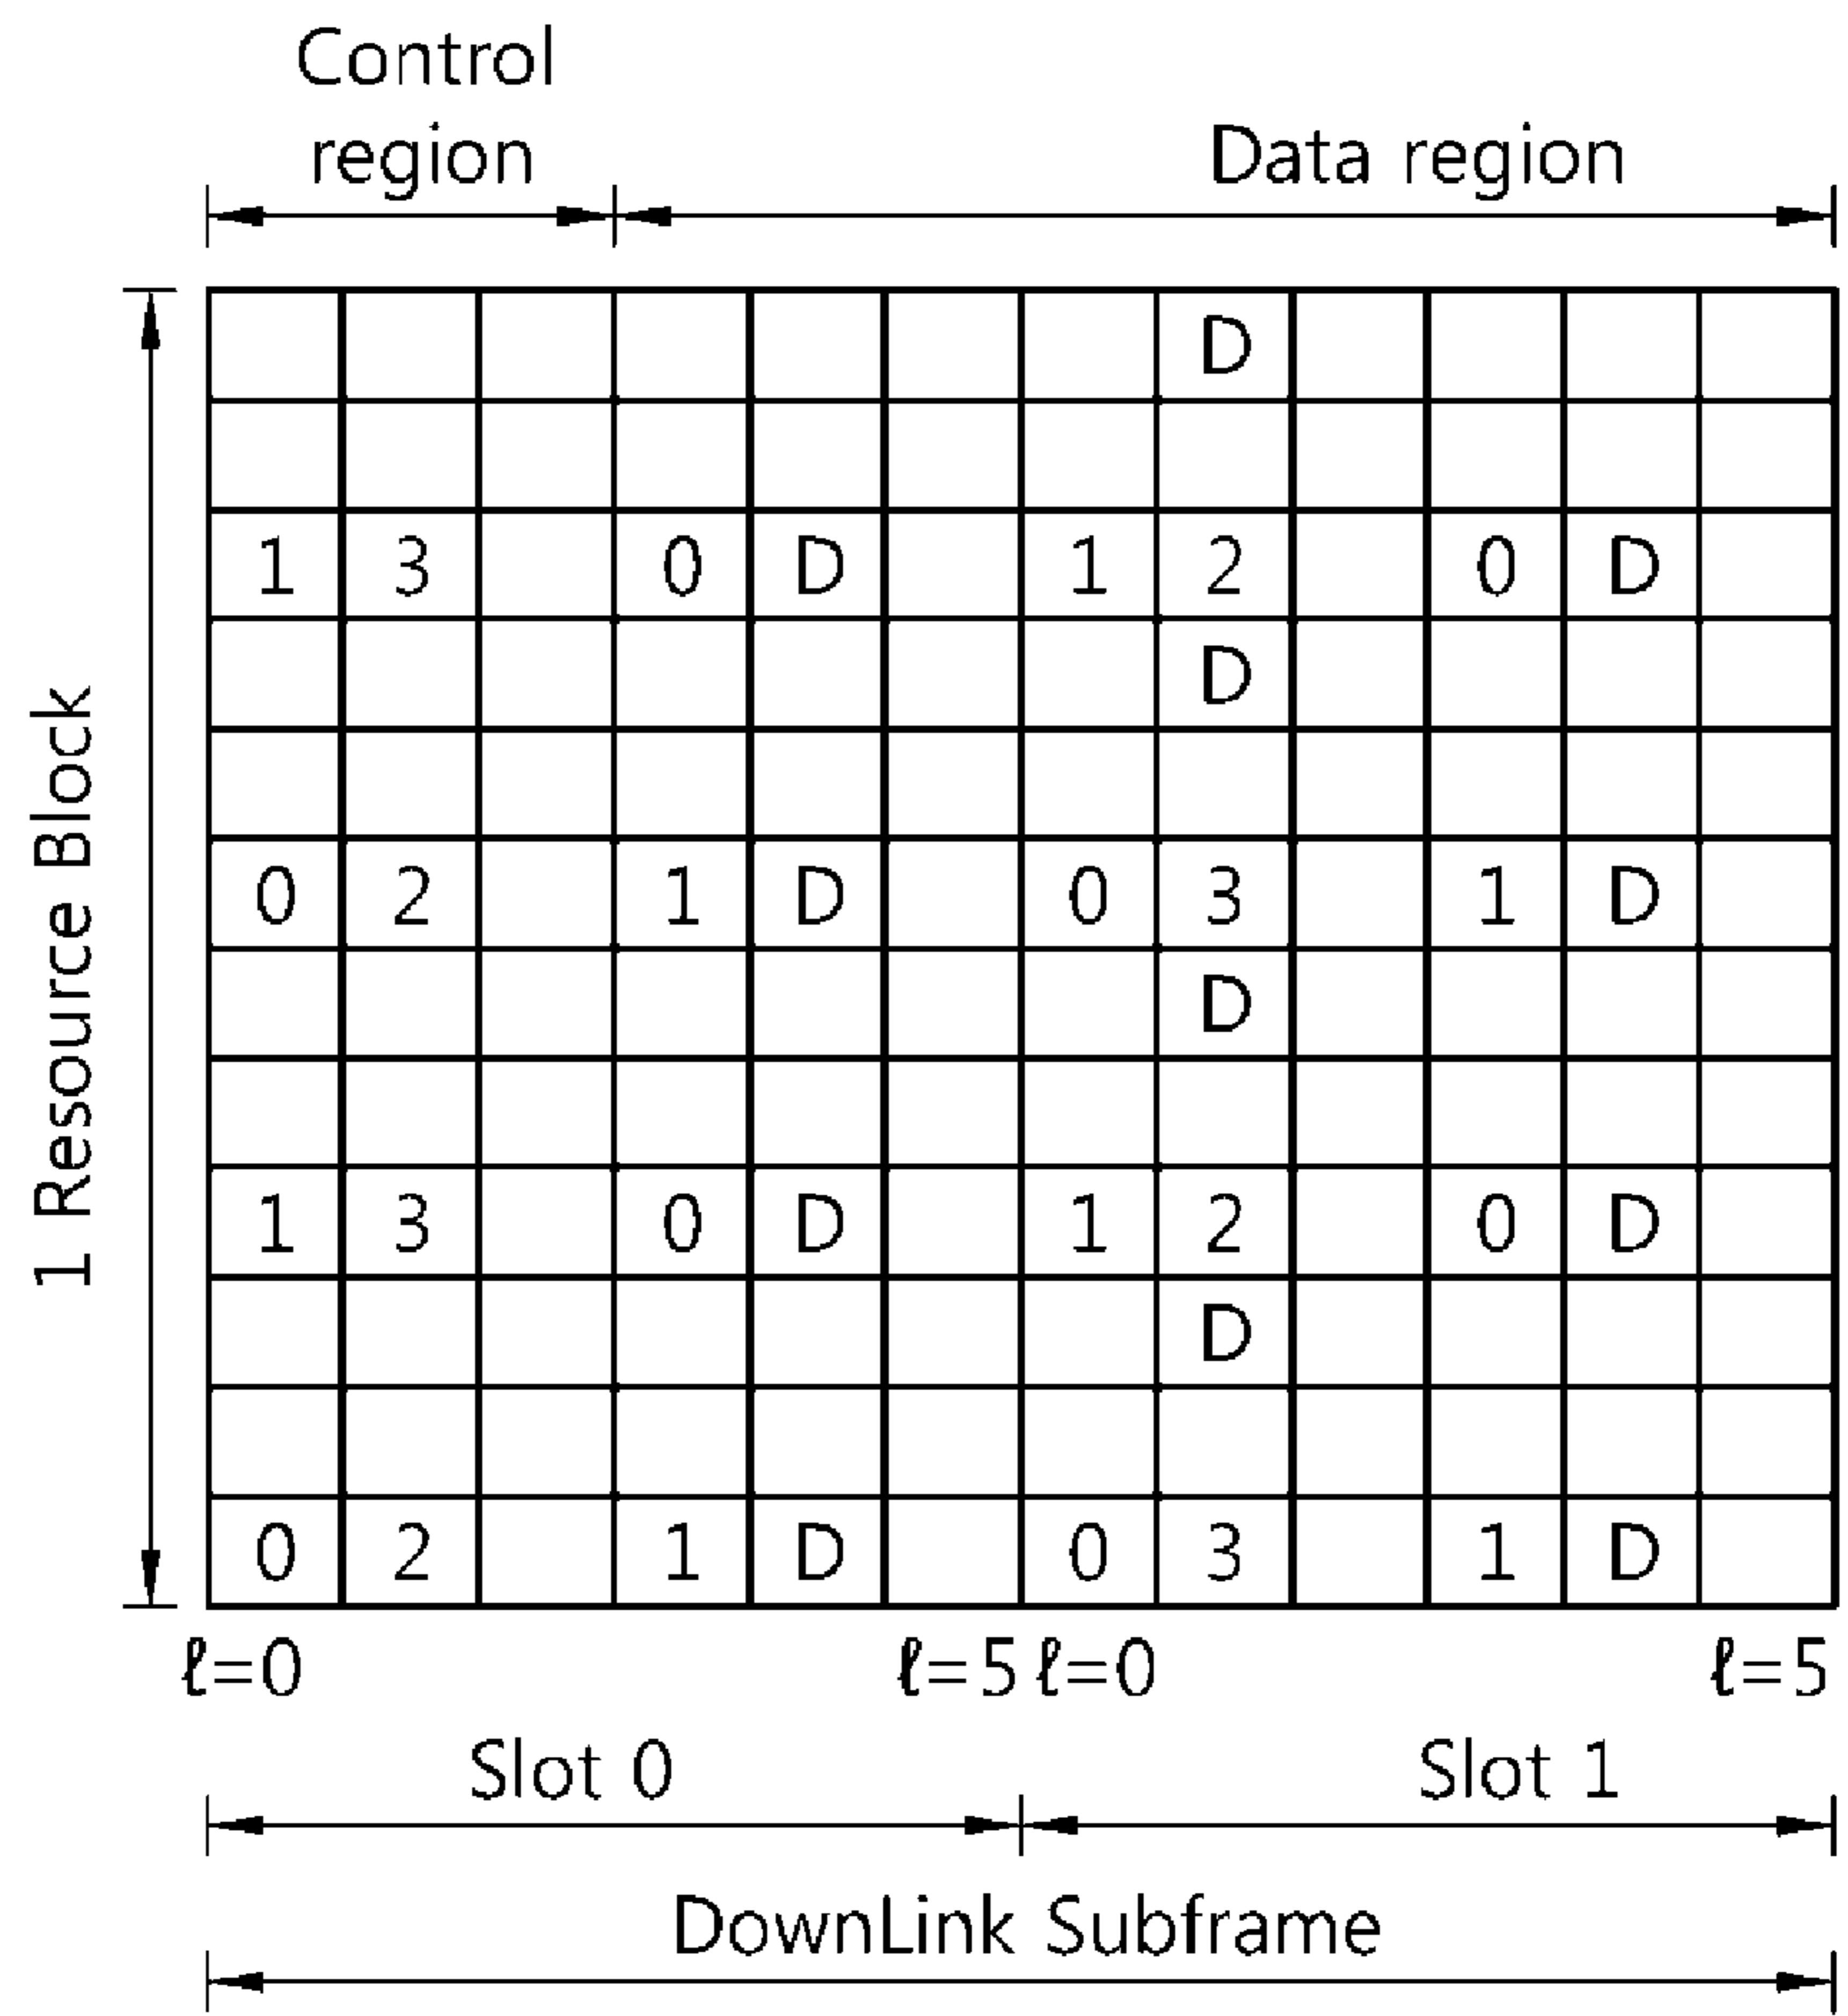 Control
region
Data region
1 Resource Block
D
1 3 0 D 1 2 0 D
D
0 2 1 D 0 3 1 D
D
1 3 0 D 1 2 0 D
D
0 2 1 D 0 3 1 D
ℓ=0 ℓ=5 ℓ=0 ℓ=5
Slot 0 Slot 1
DownLink Subframe